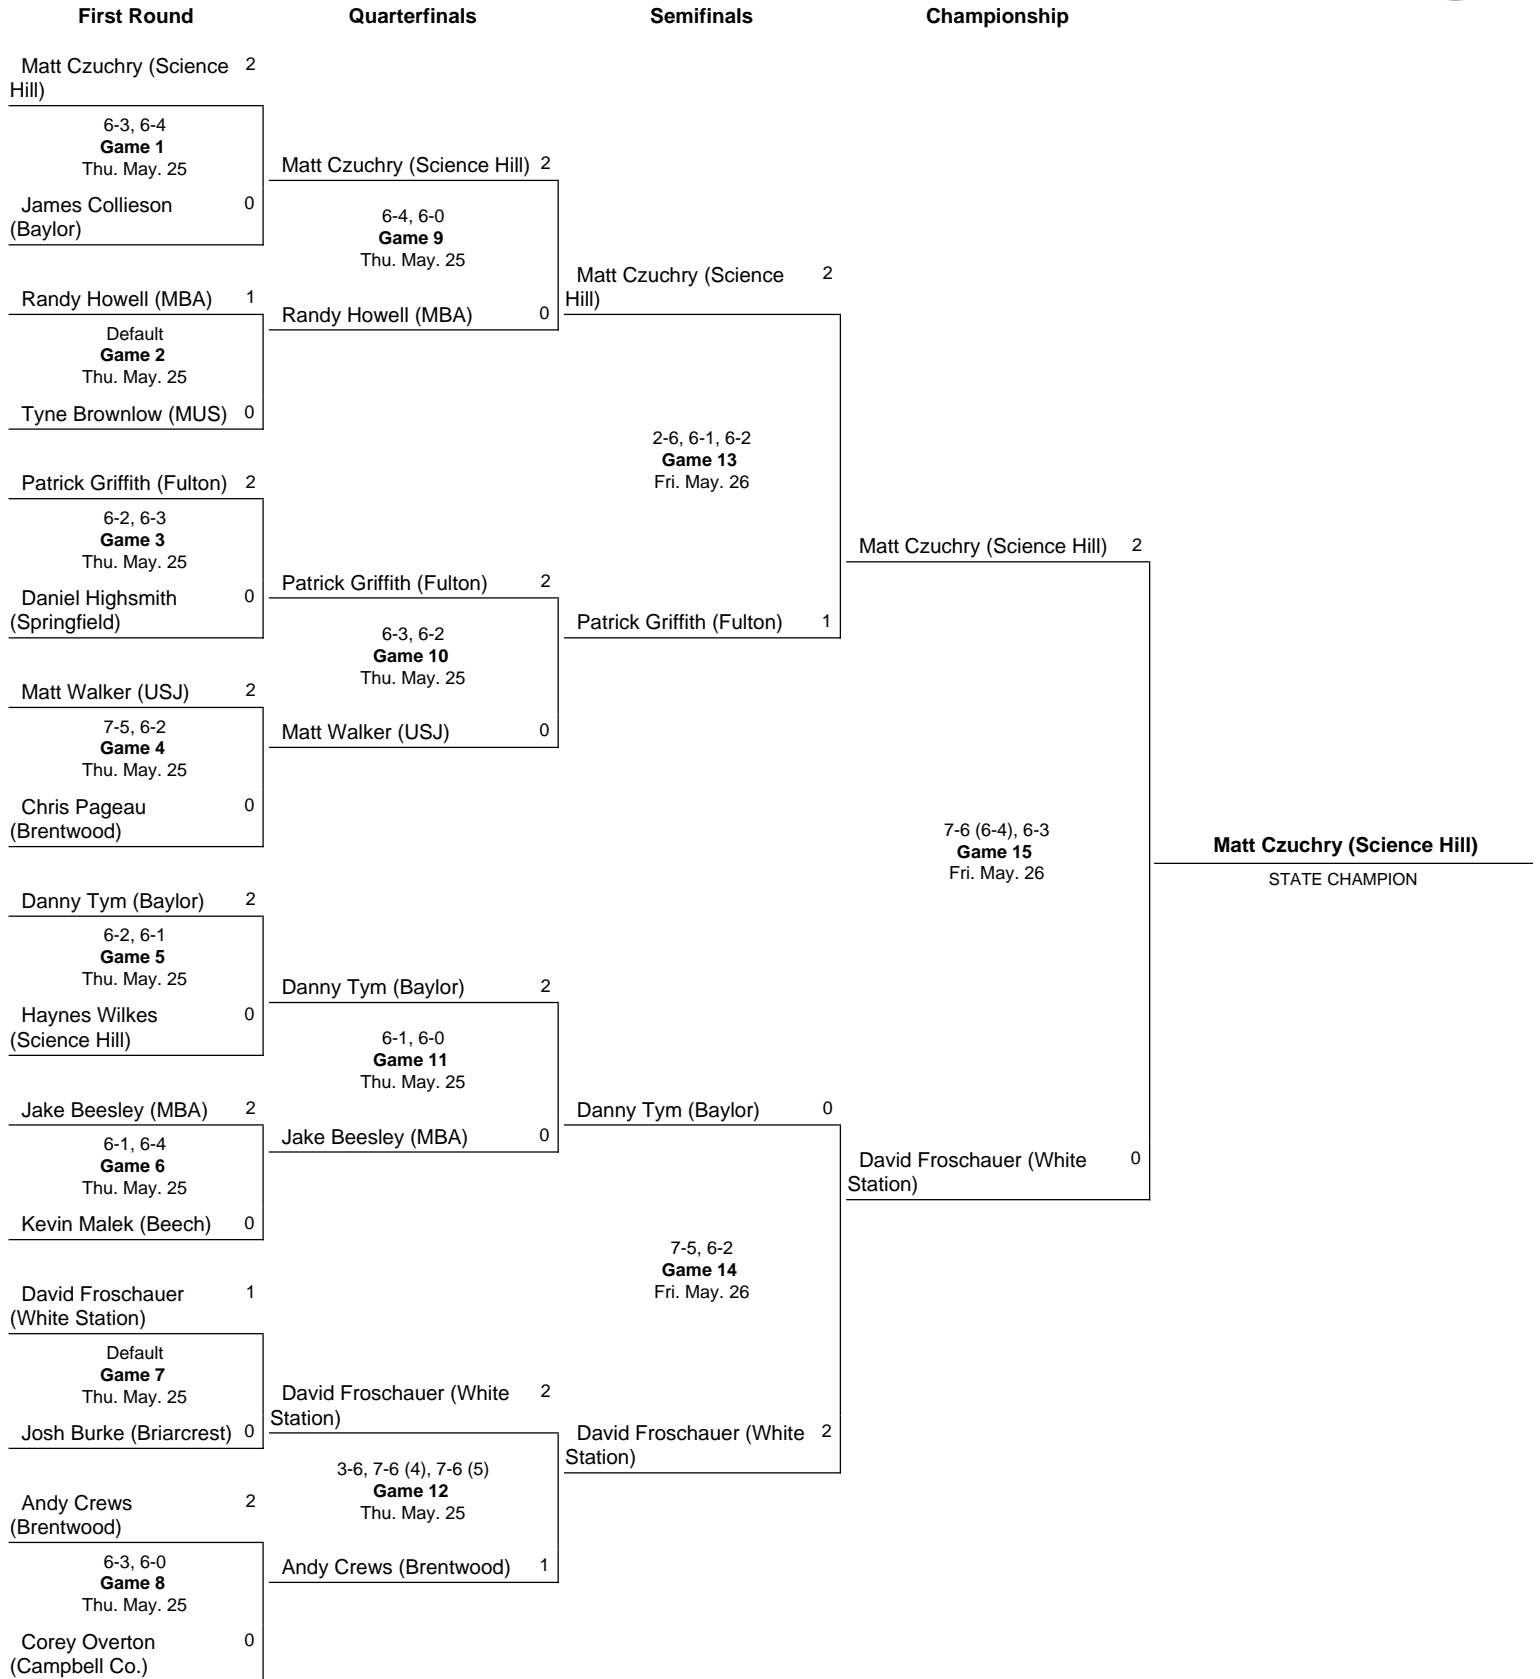 First Round
Quarterfinals
Semifinals
Championship
Matt Czuchry (Science 2
Hill)
6-3, 6-4
Game 1
Thu. May. 25
James Collieson 0
(Baylor)
Randy Howell (MBA) 1
Default
Game 2
Thu. May. 25
Tyne Brownlow (MUS) 0
Patrick Griffith (Fulton) 2
6-2, 6-3
Game 3
Thu. May. 25
Daniel Highsmith 0
(Springfield)
Matt Walker (USJ) 2
7-5, 6-2
Game 4
Thu. May. 25
Chris Pageau 0
(Brentwood)
Danny Tym (Baylor) 2
6-2, 6-1
Game 5
Thu. May. 25
Haynes Wilkes 0
(Science Hill)
Jake Beesley (MBA) 2
6-1, 6-4
Game 6
Thu. May. 25
Kevin Malek (Beech) 0
David Froschauer 1
(White Station)
Default
Game 7
Thu. May. 25
Josh Burke (Briarcrest) 0
Andy Crews 2
(Brentwood)
6-3, 6-0
Game 8
Thu. May. 25
Corey Overton 0
(Campbell Co.)
Matt Czuchry (Science Hill) 2
6-4, 6-0
Game 9
Thu. May. 25
Randy Howell (MBA) 0
Patrick Griffith (Fulton) 2
6-3, 6-2
Game 10
Thu. May. 25
Matt Walker (USJ) 0
Danny Tym (Baylor) 2
6-1, 6-0
Game 11
Thu. May. 25
Jake Beesley (MBA) 0
David Froschauer (White 2
Station)
3-6, 7-6 (4), 7-6 (5)
Game 12
Thu. May. 25
Andy Crews (Brentwood) 1
Matt Czuchry (Science 2
Hill)
2-6, 6-1, 6-2
Game 13
Fri. May. 26
Patrick Griffith (Fulton) 1
Danny Tym (Baylor) 0
7-5, 6-2
Game 14
Fri. May. 26
David Froschauer (White 2
Station)
Matt Czuchry (Science Hill) 2
7-6 (6-4), 6-3
Game 15
Fri. May. 26
David Froschauer (White 0
Station)
Matt Czuchry (Science Hill)
STATE CHAMPION